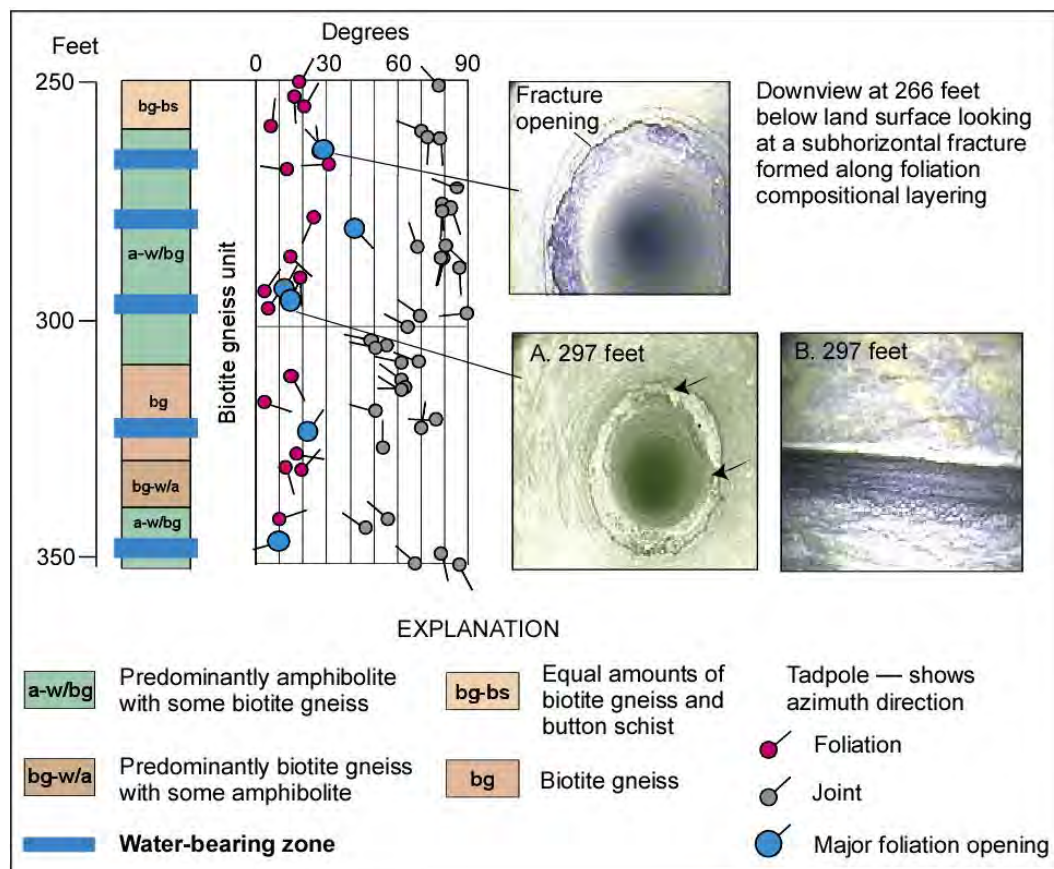 Feet
Degrees
0 30 60 90
250
300
350
bg-bs
a-w/bg
bg
bg-w/a
a-w/bg
Biotite gneiss unit
Fracture
opening
Downview at 266 feet
below land surface looking
at a subhorizontal fracture
formed along foliation
compositional layering
A. 297 feet
B. 297 feet
EXPLANATION
a-w/bg
Predominantly amphibolite
with some biotite gneiss
bg-w/a
Predominantly biotite gneiss
with some amphibolite
Water-bearing zone
bg-bs
Equal amounts of
biotite gneiss and
button schist
bg
Biotite gneiss
Tadpole — shows
azimuth direction
Foliation
Joint
Major foliation opening